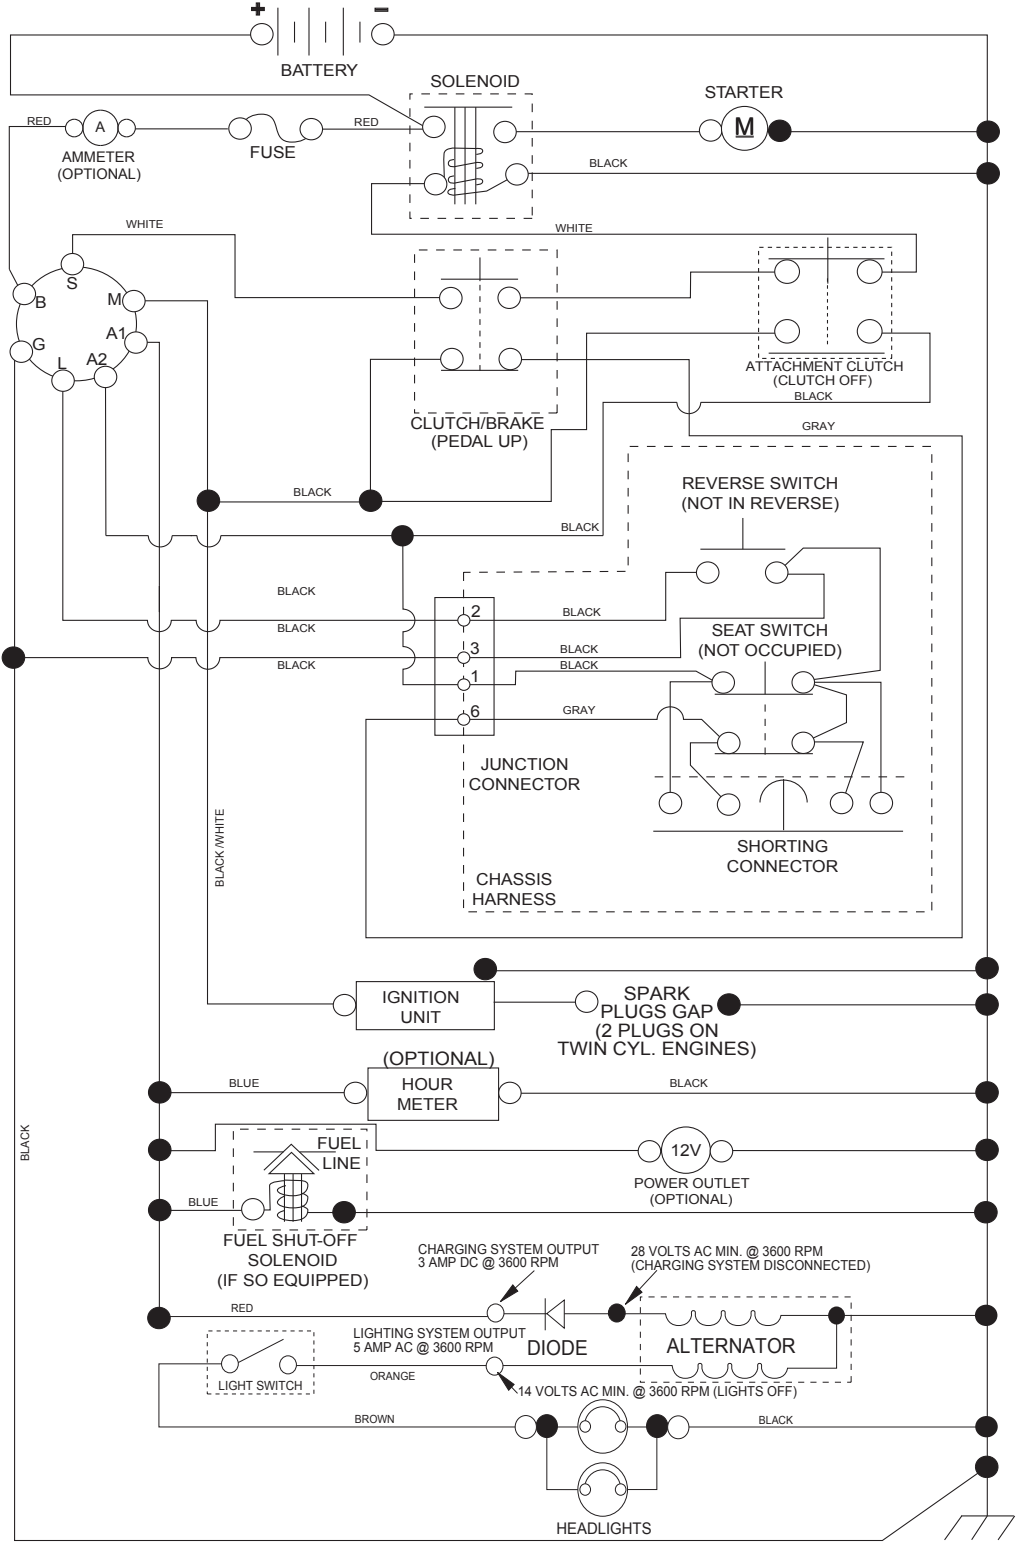 +
−
BATTERY
SOLENOID
STARTER
RED
A
RED
M
AMMETER
(OPTIONAL)
FUSE
BLACK
WHITE
WHITE
S
B
M
A1
G
L
A2
ATTACHMENT CLUTCH
(CLUTCH OFF)
BLACK
CLUTCH/BRAKE
(PEDAL UP)
GRAY
REVERSE SWITCH
(NOT IN REVERSE)
BLACK
BLACK
BLACK
2
BLACK
BLACK
SEAT SWITCH
(NOT OCCUPIED)
3
BLACK
BLACK
BLACK
1
6
GRAY
JUNCTION
CONNECTOR
BLACK /WHITE
SHORTING
CONNECTOR
CHASSIS
HARNESS
IGNITION
UNIT
SPARK
PLUGS GAP
(2 PLUGS ON
TWIN CYL. ENGINES)
(OPTIONAL)
HOUR
METER
BLUE
BLACK
BLACK
FUEL
LINE
12V
POWER OUTLET
(OPTIONAL)
BLUE
FUEL SHUT-OFF
SOLENOID
(IF SO EQUIPPED)
CHARGING SYSTEM OUTPUT
3 AMP DC @ 3600 RPM
28 VOLTS AC MIN. @ 3600 RPM
(CHARGING SYSTEM DISCONNECTED)
RED
LIGHTING SYSTEM OUTPUT
5 AMP AC @ 3600 RPM
DIODE
ALTERNATOR
LIGHT SWITCH
ORANGE
14 VOLTS AC MIN. @ 3600 RPM (LIGHTS OFF)
BROWN
BLACK
HEADLIGHTS